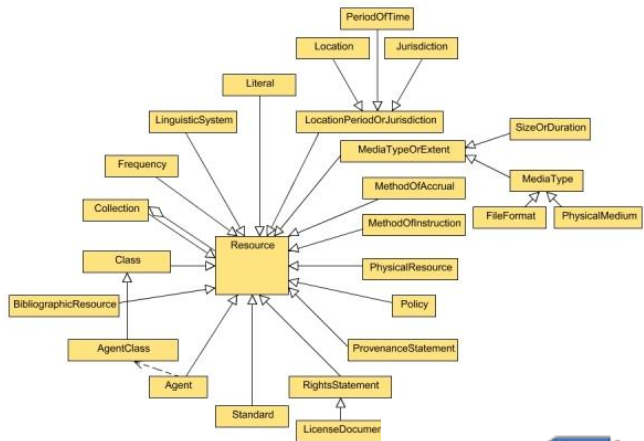 PeriodOfTime
Location
Jurisdiction
Literal
LinguisticSystem
LocationPeriodOrJurisdiction
SizeOrDuration
MediaTypeOrExtent
Frequency
MethodOfAccrual
MediaType
Collection
FileFormat
PhysicalMedium
MethodOfInstruction
Resource
Class
PhysicalResource
BibliographicResource
Policy
AgentClass
ProvenanceStatement
Agent
RightsStatement
Standard
LicenseDocumen